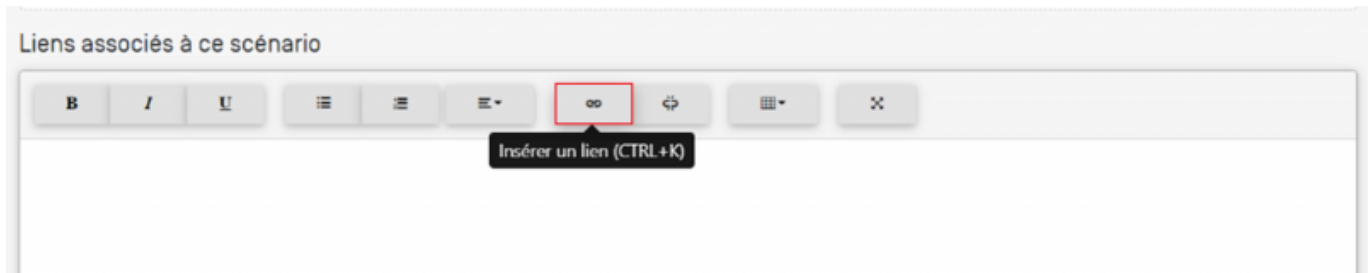 Liens associés à ce scénario
B I U
Insérer un lien (CTRL+K)